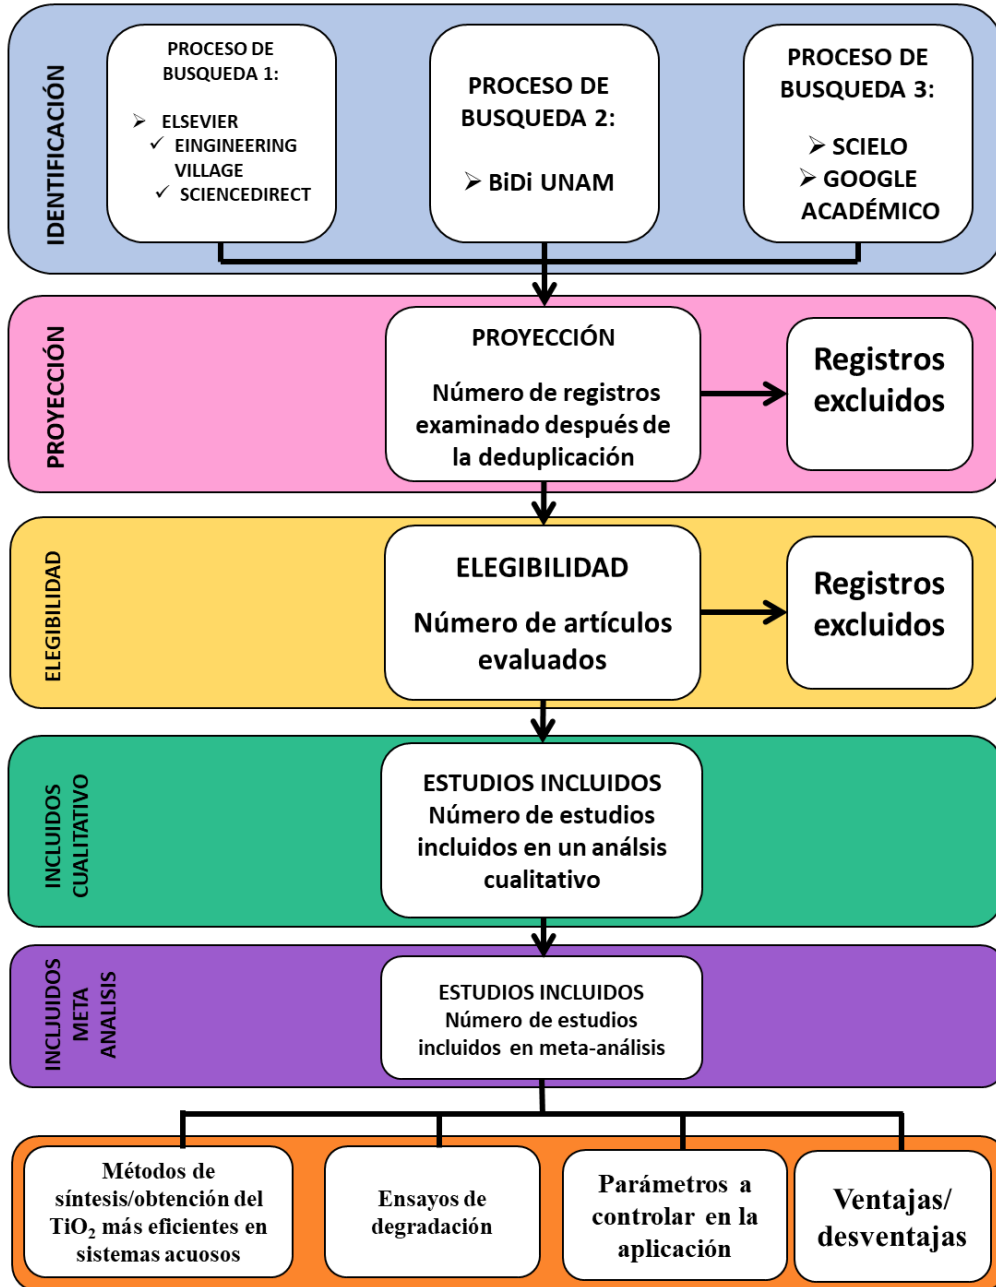 IDENTIFICACIÓN
PROCESO DE
BUSQUEDA 1:
➢ ELSEVIER
✓ EINGINEERING
VILLAGE
✓ SCIENCEDIRECT
PROCESO DE
BUSQUEDA 2:
➢ BiDi UNAM
PROCESO DE
BUSQUEDA 3:
➢ SCIELO
➢ GOOGLE
ACADÉMICO
PROYECCIÓN
PROYECCIÓN
Número de registros
examinado después de
la deduplicación
Registros
excluidos
ELEGIBILIDAD
ELEGIBILIDAD
Número de artículos
evaluados
Registros
excluidos
INCLUIDOS
CUALITATIVO
ESTUDIOS INCLUIDOS
Número de estudios
incluidos en un análsis
cualitativo
INCLJUIDOS
META
ANALISIS
ESTUDIOS INCLUIDOS
Número de estudios
incluidos en meta-análisis
Métodos de
síntesis/obtención del
TiO₂ más eficientes en
sistemas acuosos
Ensayos de
degradación
Parámetros a
controlar en la
aplicación
Ventajas/
desventajas